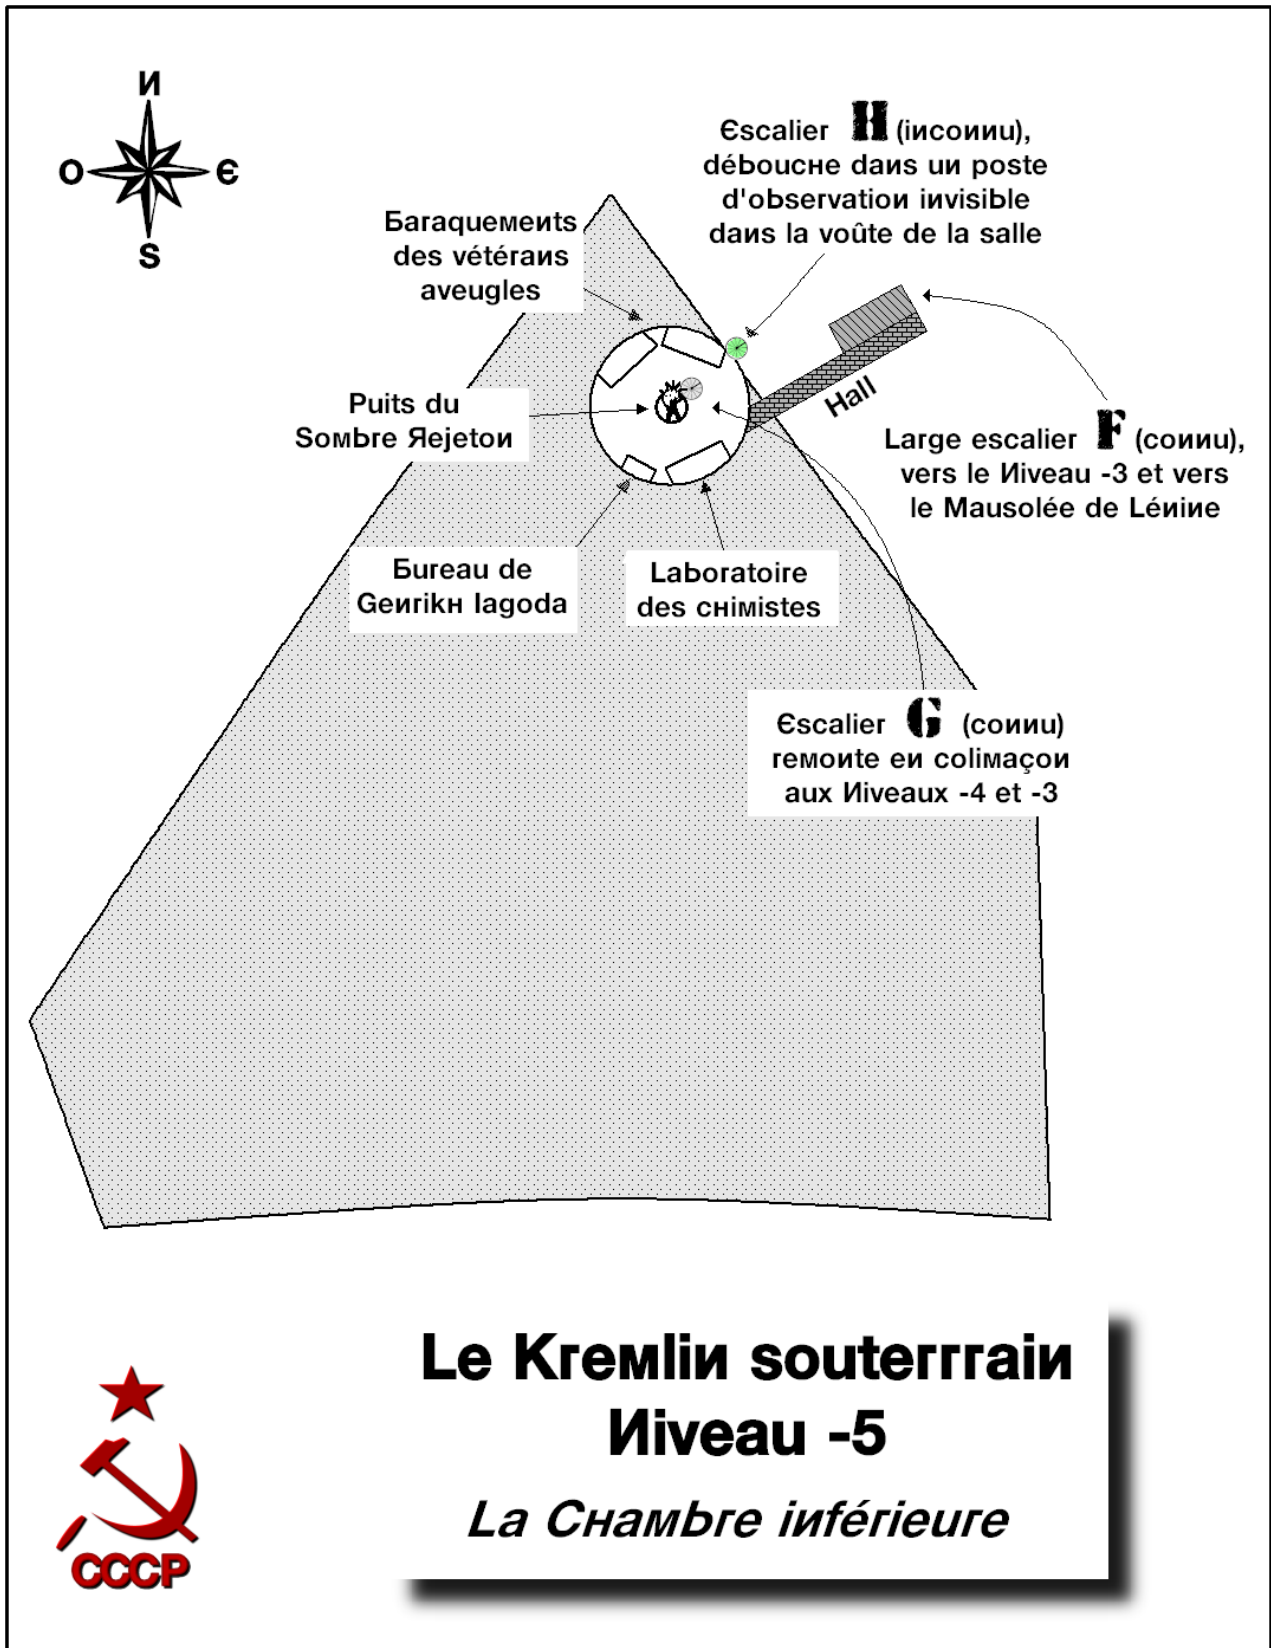 N
O
E
S
Escalier H (inconnu),
débouche dans un poste
d'observation invisible
dans la voûte de la salle
Baraquements
des vétérans
aveugles
Puits du
Sombre Rejeton
Hall
Large escalier F (connu),
vers le Niveau -3 et vers
le Mausolée de Lénine
Bureau de
Genrikh Iagoda
Laboratoire
des chimistes
Escalier G (connu)
remonte en colimaçon
aux Niveaux -4 et -3
Le Kremlin souterrrain
Niveau -5
La Chambre inférieure
СССР